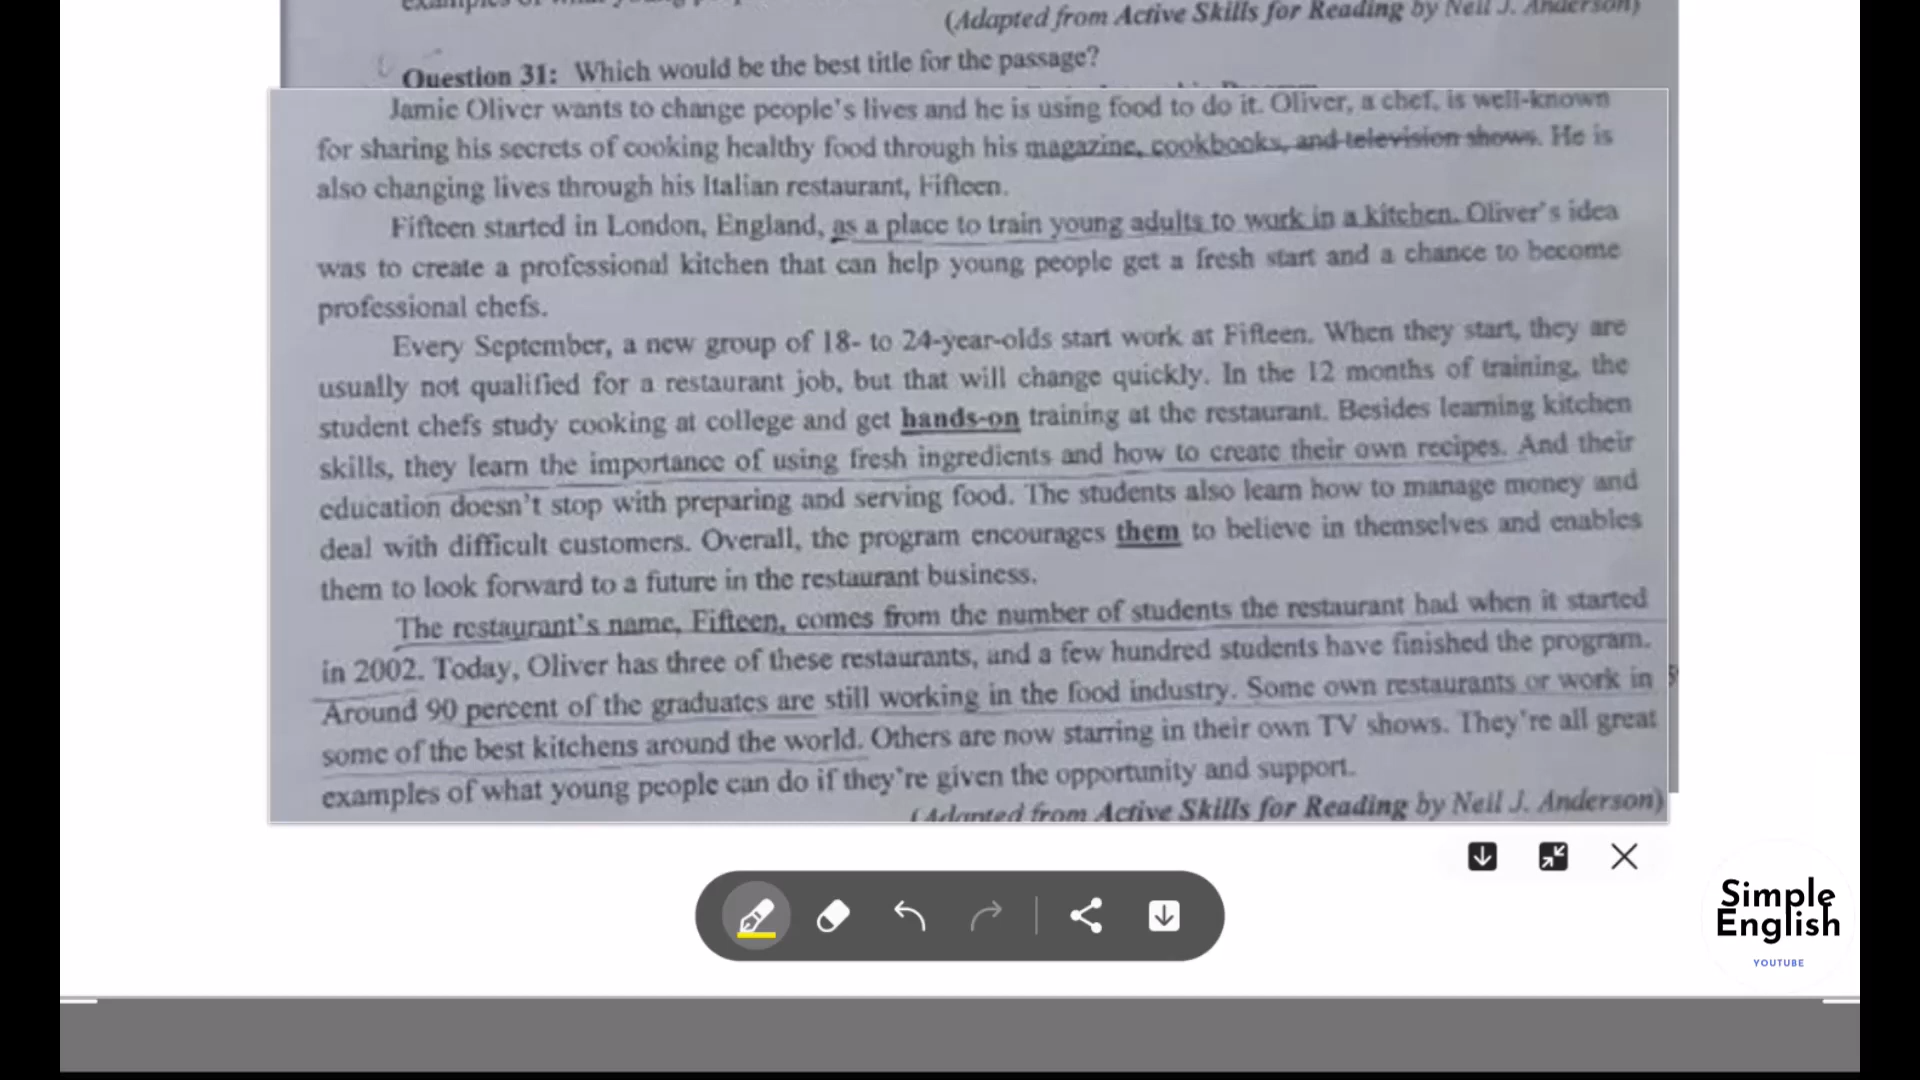 (Adapted from Active Skills for Reading by Neil J. Anderson)
Question 31: Which would be the best title for the passage?
Jamie Oliver wants to change people's lives and he is using food to do it. Oliver, a chef, is well-known
for sharing his secrets of cooking healthy food through his magazine, cookbooks, and television shows. He is
also changing lives through his Italian restaurant, Fifteen.
Fifteen started in London, England, as a place to train young adults to work in a kitchen. Oliver's idea
was to create a professional kitchen that can help young people get a fresh start and a chance to become
professional chefs.
Every September, a new group of 18- to 24-year-olds start work at Fifteen. When they start, they are
usually not qualified for a restaurant job, but that will change quickly. In the 12 months of training, the
student chefs study cooking at college and get hands-on training at the restaurant. Besides learning kitchen
skills, they learn the importance of using fresh ingredients and how to create their own recipes. And their
education doesn't stop with preparing and serving food. The students also learn how to manage money and
deal with difficult customers. Overall, the program encourages them to believe in themselves and enables
them to look forward to a future in the restaurant business.
The restaurant's name, Fifteen, comes from the number of students the restaurant had when it started
in 2002. Today, Oliver has three of these restaurants, and a few hundred students have finished the program.
Around 90 percent of the graduates are still working in the food industry. Some own restaurants or work in
some of the best kitchens around the world. Others are now starring in their own TV shows. They're all great
examples of what young people can do if they're given the opportunity and support.
(Adapted from Active Skills for Reading by Neil J. Anderson)
Simple
English
YOUTUBE